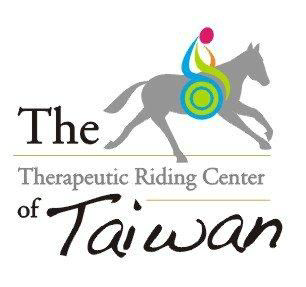 The
Therapeutic Riding Center
of Taiwan